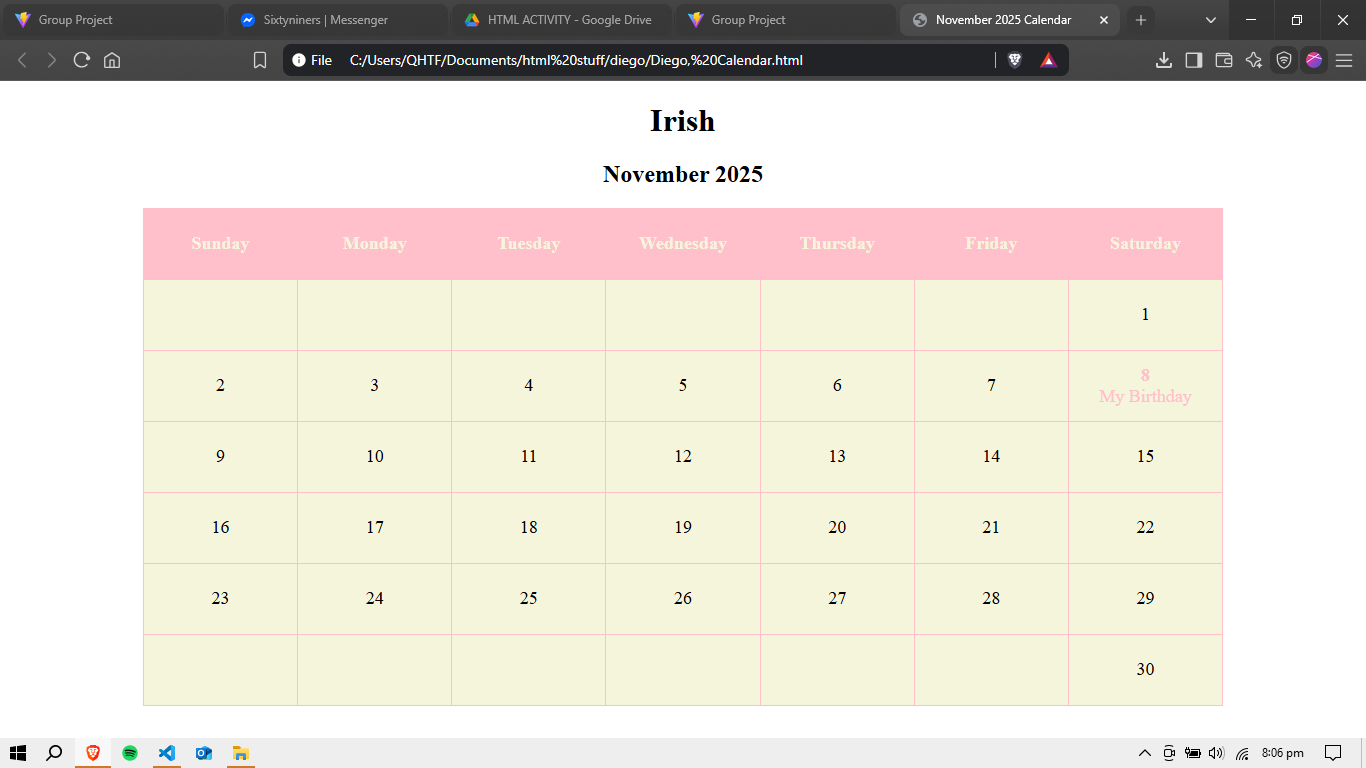 Group Project
Sixtyniners | Messenger
HTML ACTIVITY - Google Drive
Group Project
November 2025 Calendar
File C:/Users/QHTF/Documents/html%20stuff/diego/Diego,%20Calendar.html
Irish
November 2025
Sunday Monday Tuesday Wednesday Thursday Friday Saturday
1
2 3 4 5 6 7 8
My Birthday
9 10 11 12 13 14 15
16 17 18 19 20 21 22
23 24 25 26 27 28 29
30
8:06 pm